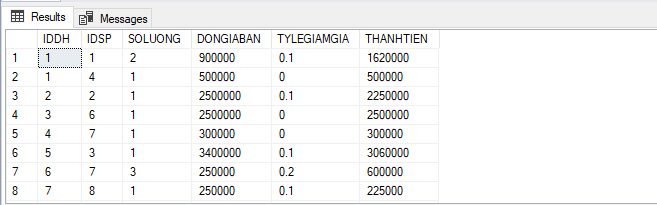 Results Messages
IDDH IDSP SOLUONG DONGIABAN TYLEGIAMGIA THANHTIEN
1 1 1 2 900000 0.1 1620000
2 1 4 1 500000 0 500000
3 2 2 1 2500000 0.1 2250000
4 3 6 1 2500000 0 2500000
5 4 7 1 300000 0 300000
6 5 3 1 3400000 0.1 3060000
7 6 7 3 250000 0.2 600000
8 7 8 1 250000 0.1 225000